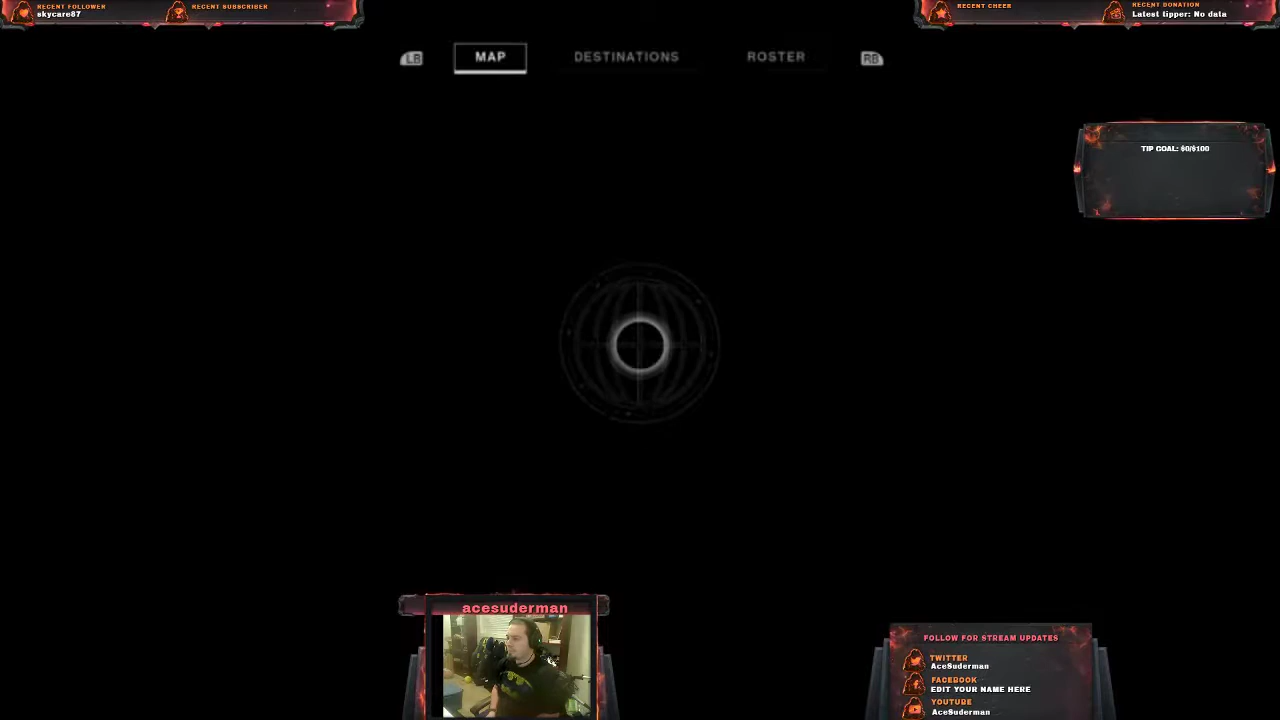 RECENT FOLLOWER
skycare87
RECENT SUBSCRIBER
RECENT CHEER
RECENT DONATION
Latest tipper: No data
LB
MAP
DESTINATIONS
ROSTER
RB
TIP GOAL: $0/$100
acesuderman
FOLLOW FOR STREAM UPDATES
TWITTER
AceSuderman
FACEBOOK
EDIT YOUR NAME HERE
YOUTUBE
AceSuderman